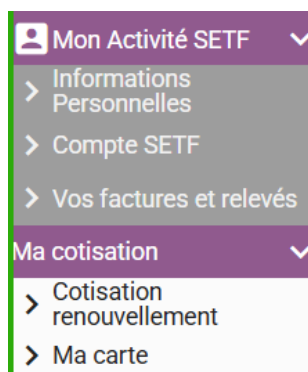 Mon Activité SETF
Informations
Personnelles
Compte SETF
Vos factures et relevés
Ma cotisation
Cotisation
renouvellement
Ma carte